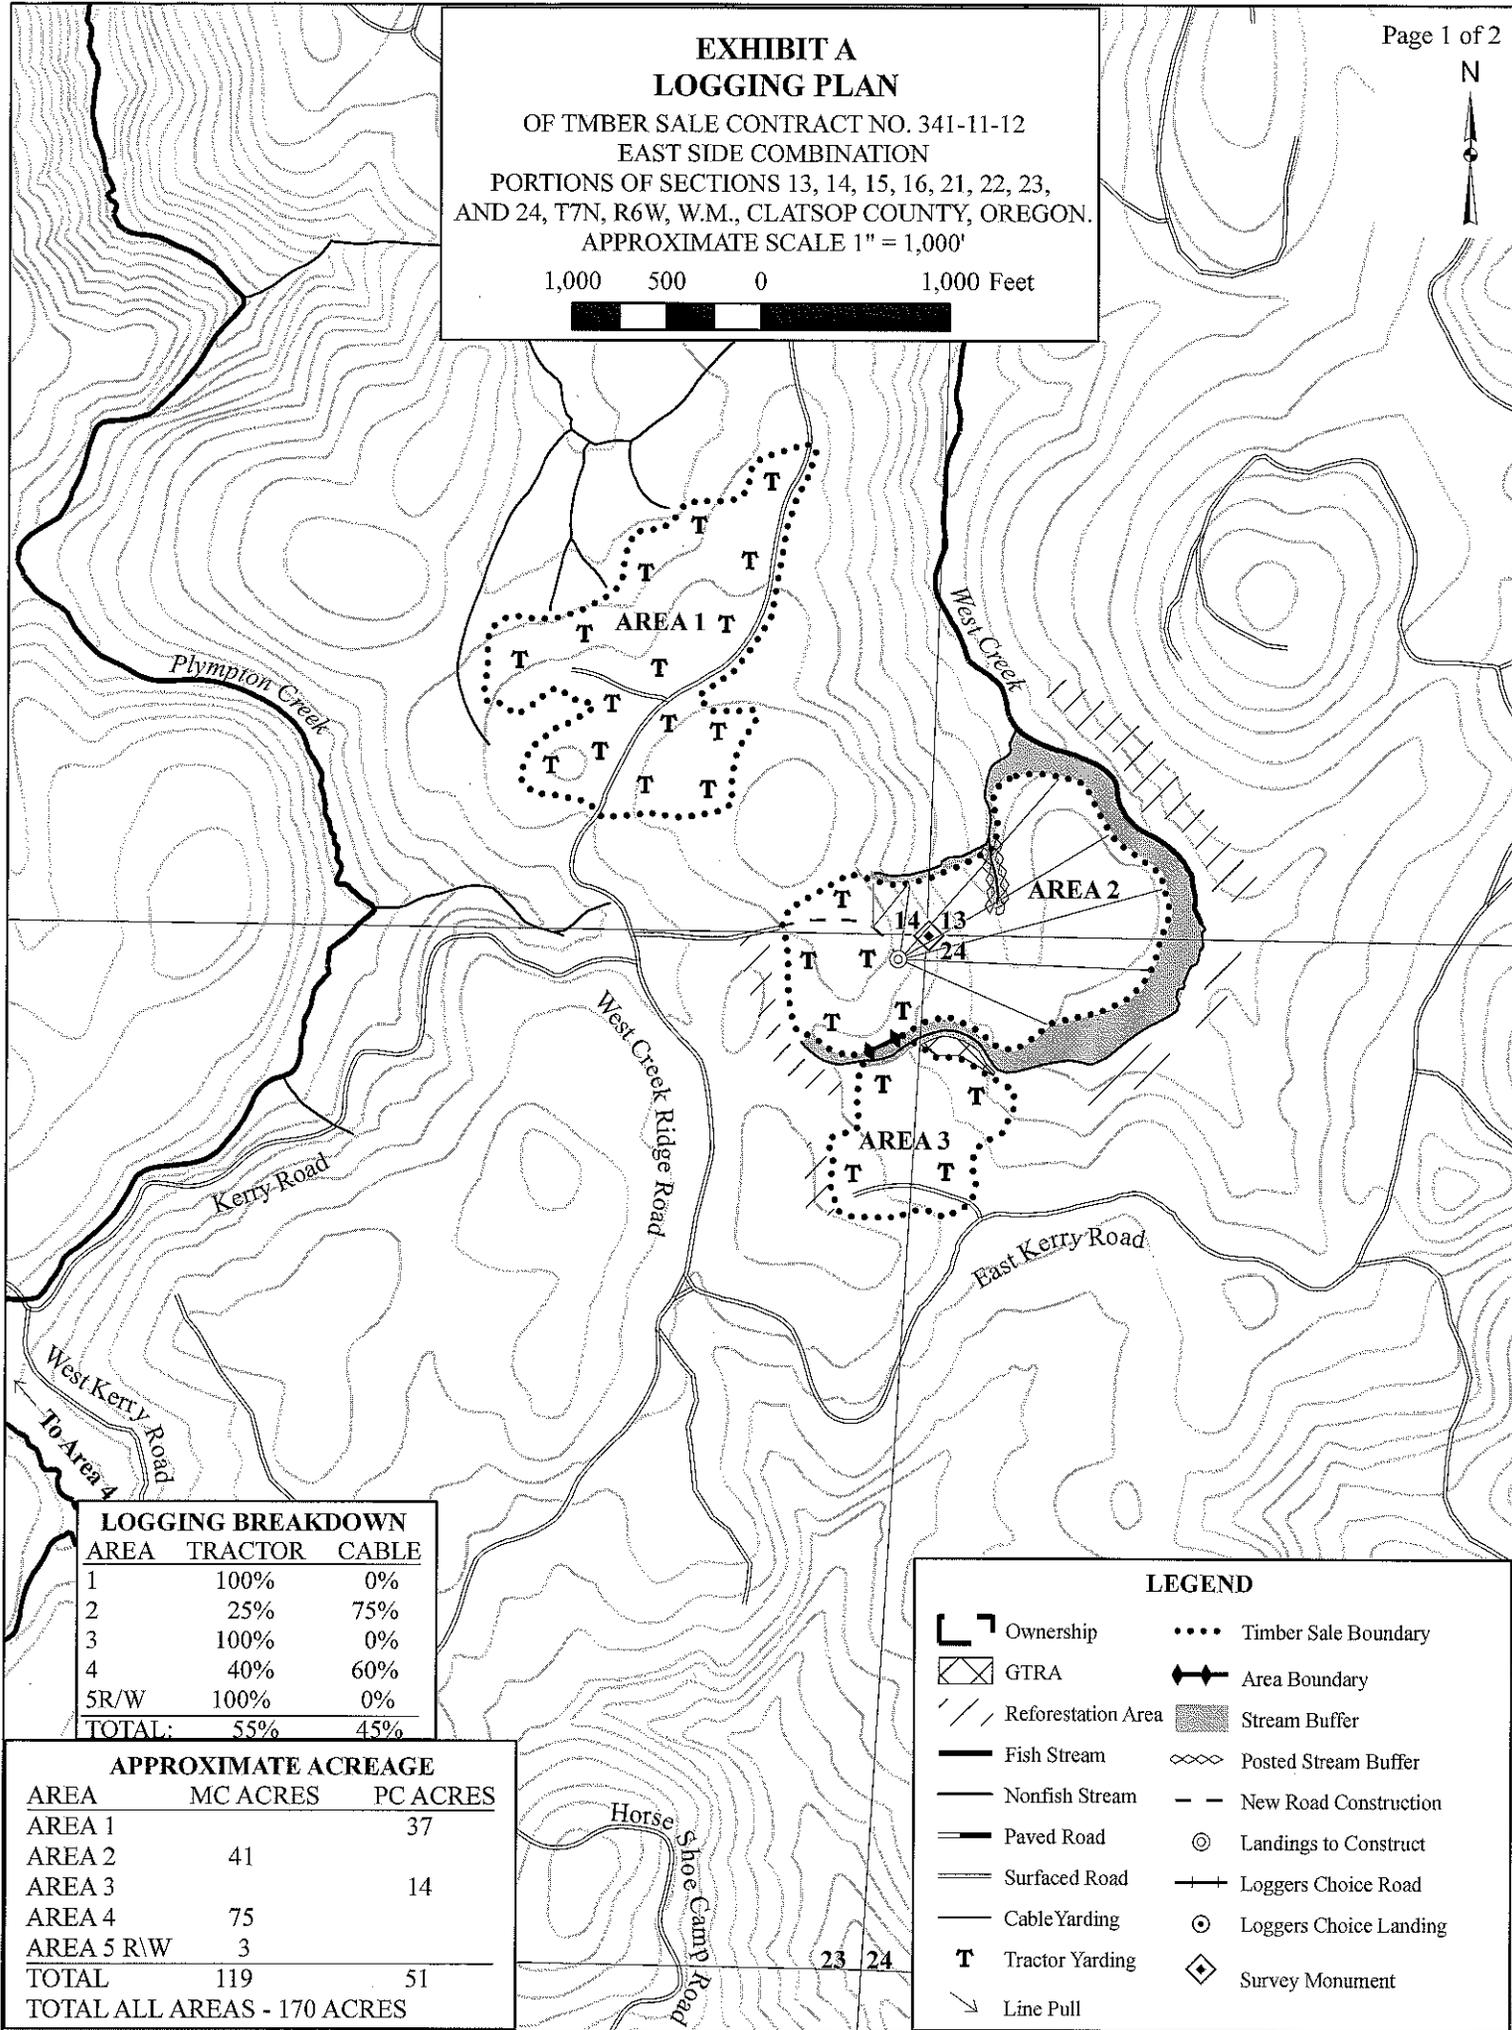 Page 1 of 2
N
EXHIBIT A
LOGGING PLAN
OF TMBER SALE CONTRACT NO. 341-11-12
EAST SIDE COMBINATION
PORTIONS OF SECTIONS 13, 14, 15, 16, 21, 22, 23,
AND 24, T7N, R6W, W.M., CLATSOP COUNTY, OREGON.
APPROXIMATE SCALE 1" = 1,000'
1,000 500 0 1,000 Feet
T
T
T
T
AREA 1 T
T
T
T
T
T
T
T
T
T
T
West Creek
Plympton Creek
AREA 2
T
14 13
24
T T
T
T
West Creek Ridge Road
T
T
AREA 3
T T
Kerry Road
East Kerry Road
West Kerry Road
To Area 4
LOGGING BREAKDOWN
AREA TRACTOR CABLE
1 100% 0%
2 25% 75%
3 100% 0%
4 40% 60%
5R/W 100% 0%
TOTAL: 55% 45%
APPROXIMATE ACREAGE
AREA MC ACRES PC ACRES
AREA 1 37
AREA 2 41
AREA 3 14
AREA 4 75
AREA 5 R\W 3
TOTAL 119 51
TOTAL ALL AREAS - 170 ACRES
Horse Shoe Camp Road
23 24
LEGEND
Ownership
GTRA
Reforestation Area
Fish Stream
Nonfish Stream
Paved Road
Surfaced Road
Cable Yarding
T Tractor Yarding
Line Pull
Timber Sale Boundary
Area Boundary
Stream Buffer
Posted Stream Buffer
New Road Construction
Landings to Construct
Loggers Choice Road
Loggers Choice Landing
Survey Monument